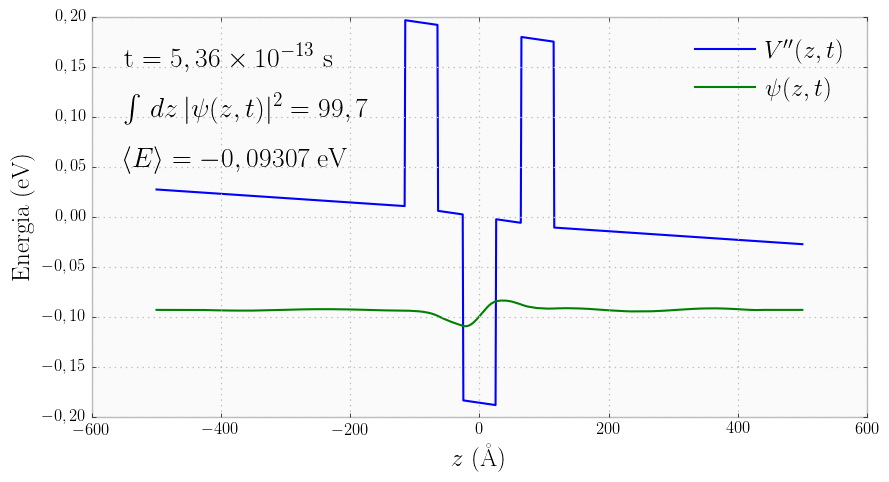 t = 5,36 × 10⁻¹³ s
∫ dz |ψ(z, t)|² = 99,7
⟨E⟩ = −0,09307 eV
V′′(z, t)
ψ(z, t)
Energia (eV)
0,20
0,15
0,10
0,05
0,00
−0,05
−0,10
−0,15
−0,20
−600
−400
−200
0
200
400
600
z (Å)